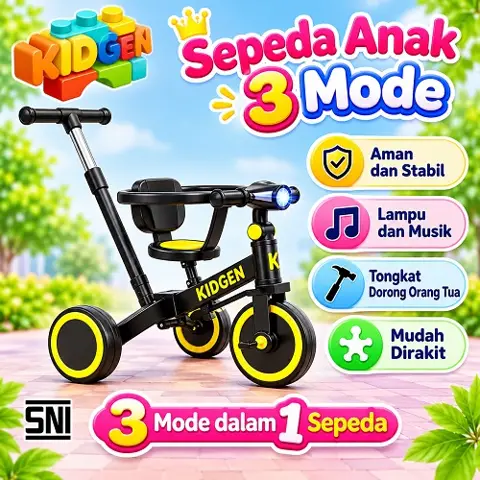 KIDGEN
Sepeda Anak
3 Mode
Aman
dan Stabil
Lampu
dan Musik
Tongkat
Dorong Orang Tua
Mudah
Dirakit
KIDGEN
K
SNI
3 Mode dalam 1 Sepeda